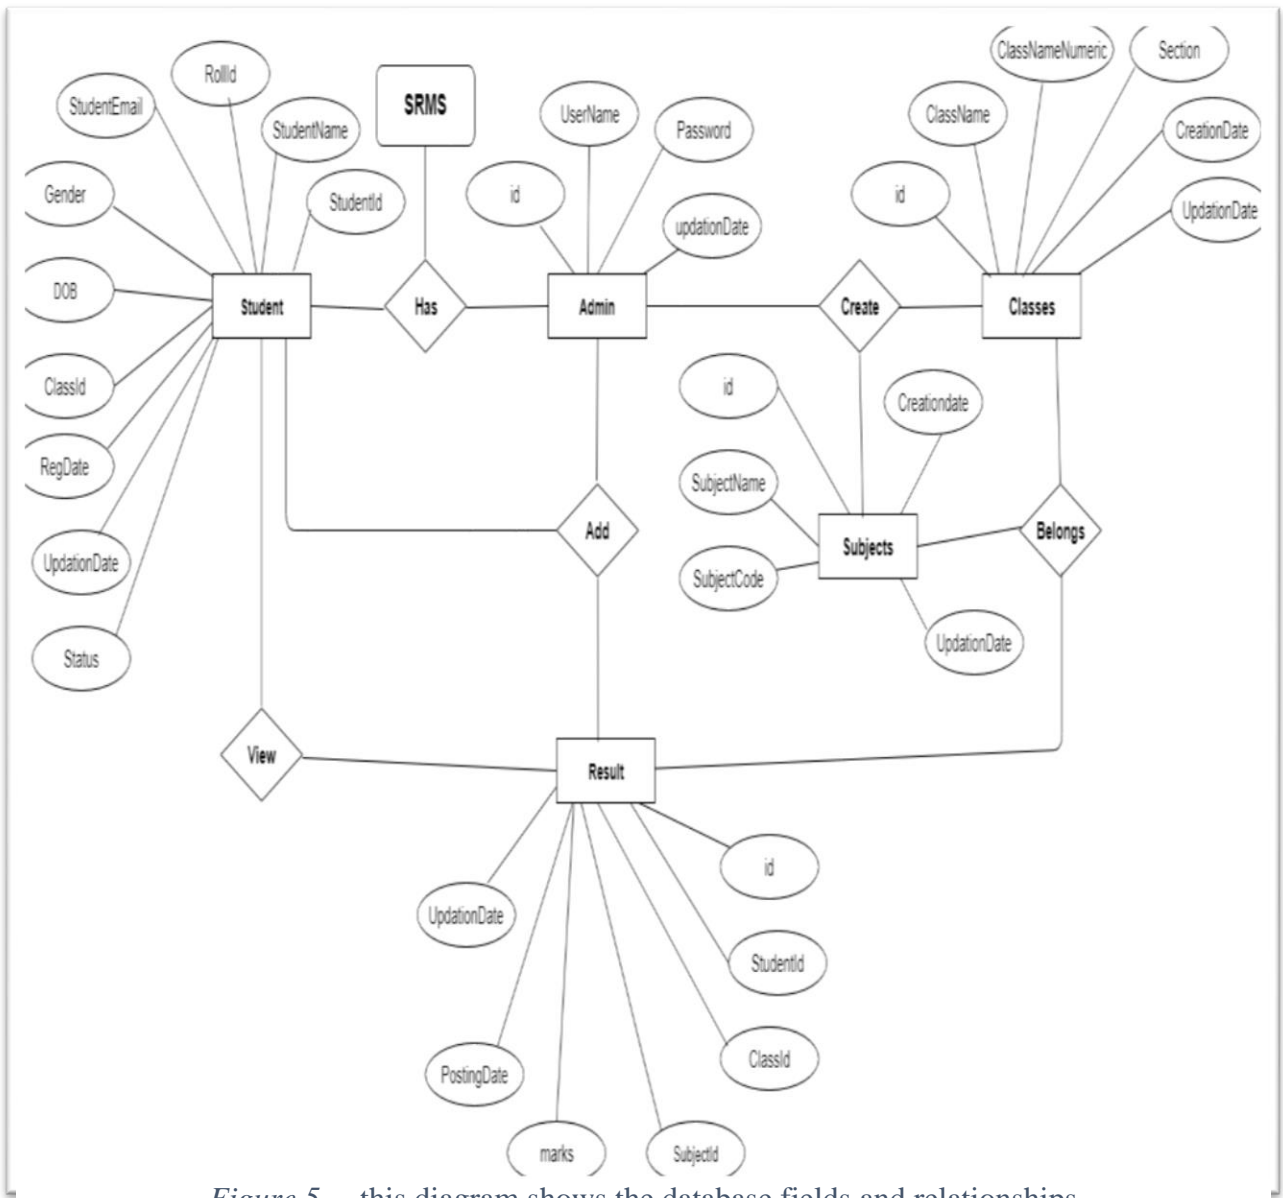 ClassNameNumeric
Section
RollId
SRMS
StudentEmail
UserName
ClassName
StudentName
Password
CreationDate
Gender
StudentId
id
updationDate
id
UpdationDate
DOB
Student
Has
Admin
Create
Classes
ClassId
id
Creationdate
RegDate
SubjectName
Add
Belongs
Subjects
UpdationDate
SubjectCode
UpdationDate
Status
View
Result
id
UpdationDate
StudentId
ClassId
PostingDate
marks
SubjectId
Figure 5 this diagram shows the database fields and relationships